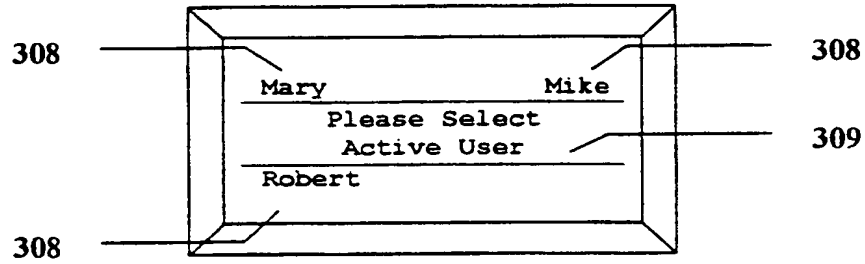 308 308
Mary Mike
Please Select
Active User
309
Robert
308